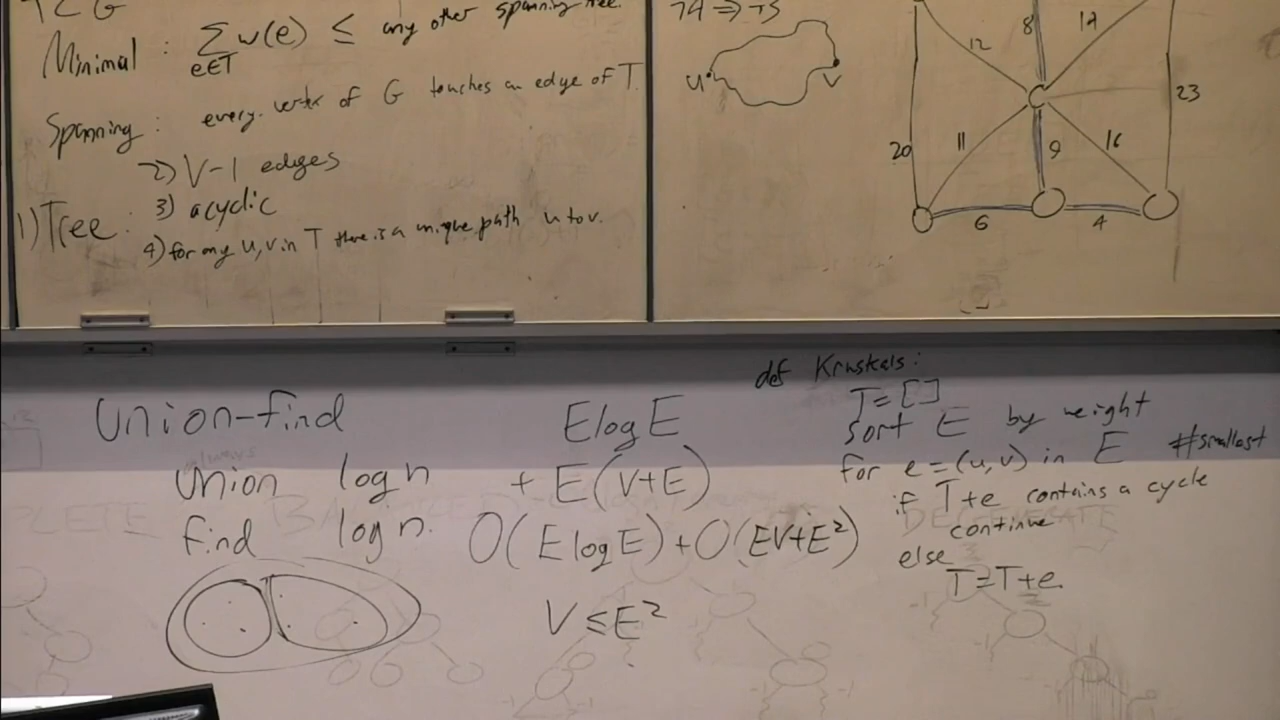 T ⊆ G
Minimal : Σ w(e) ≤ any other spanning tree.
e∈T
Spanning : every vertex of G touches an edge of T.
2) V-1 edges
1) Tree : 3) acyclic
4) for any u,v in T there is a unique path u to v.
74 => 75
u v
8 14
12
23
20 11 9 16
6 4
Union-find
union log n
find log n.
E log E
+ E(V+E)
O(E log E)+O(EV+E²)
V ≤ E²
def Kruskals:
T=[]
sort E by weight
for e=(u,v) in E #smallest
if T+e contains a cycle
continue
else
T=T+e